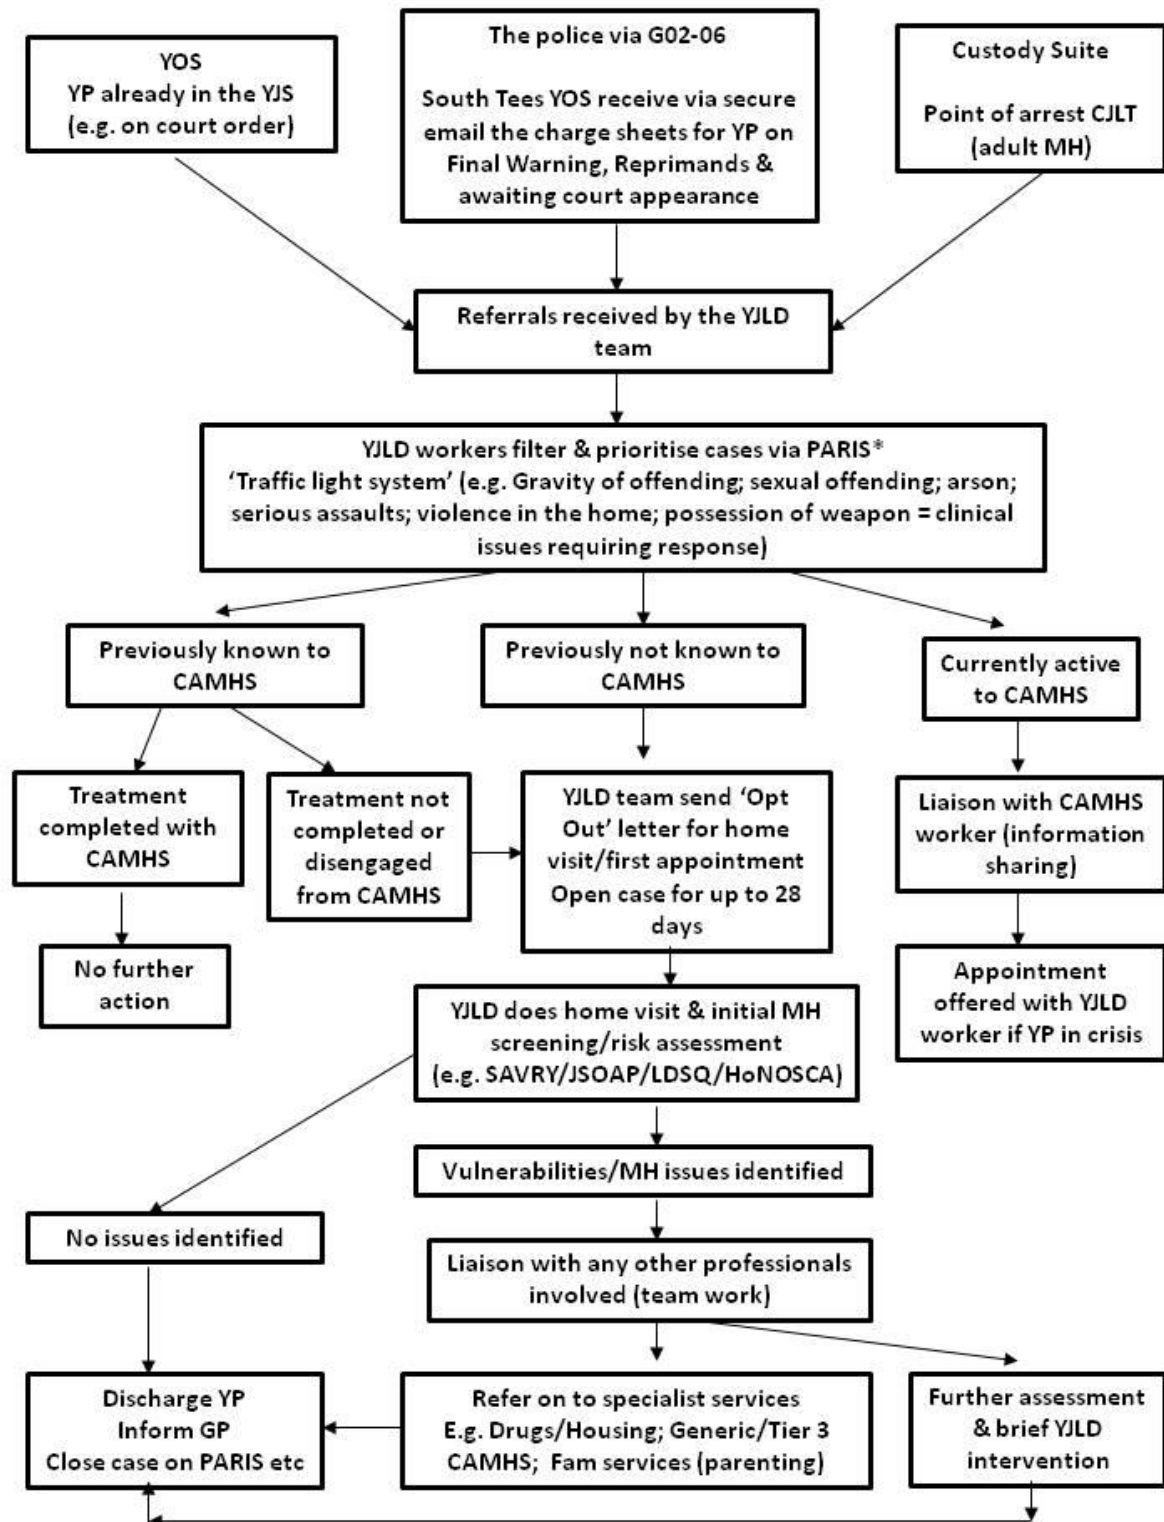 YOS
YP already in the YJS
(e.g. on court order)
The police via G02-06
South Tees YOS receive via secure
email the charge sheets for YP on
Final Warning, Reprimands &
awaiting court appearance
Custody Suite
Point of arrest CJLT
(adult MH)
Referrals received by the YJLD
team
YJLD workers filter & prioritise cases via PARIS*
‘Traffic light system’ (e.g. Gravity of offending; sexual offending; arson;
serious assaults; violence in the home; possession of weapon = clinical
issues requiring response)
Previously known to
CAMHS
Previously not known to
CAMHS
Currently active
to CAMHS
Treatment
completed with
CAMHS
Treatment not
completed or
disengaged
from CAMHS
YJLD team send ‘Opt
Out’ letter for home
visit/first appointment
Open case for up to 28
days
Liaison with CAMHS
worker (information
sharing)
No further
action
Appointment
offered with YJLD
worker if YP in crisis
YJLD does home visit & initial MH
screening/risk assessment
(e.g. SAVRY/JSOAP/LDSQ/HoNOSCA)
Vulnerabilities/MH issues identified
No issues identified
Liaison with any other professionals
involved (team work)
Discharge YP
Inform GP
Close case on PARIS etc
Refer on to specialist services
E.g. Drugs/Housing; Generic/Tier 3
CAMHS; Fam services (parenting)
Further assessment
& brief YJLD
intervention